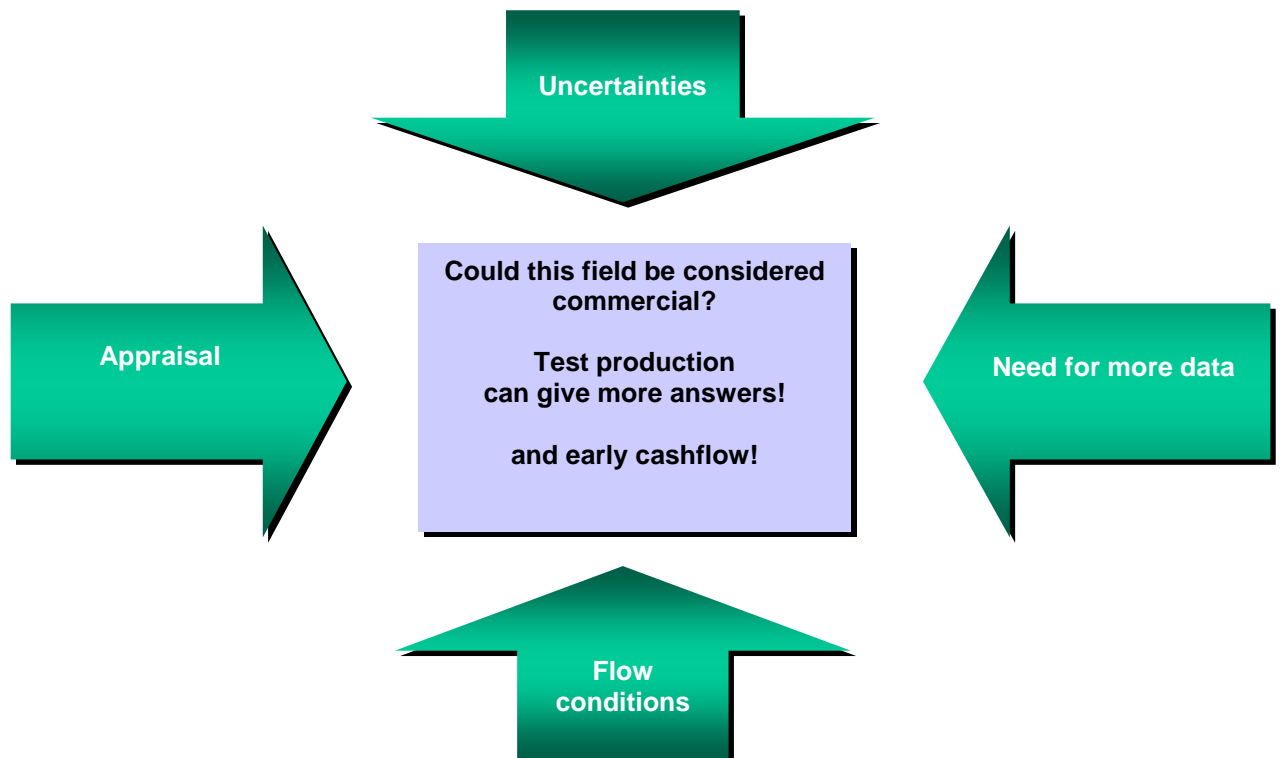 Uncertainties
Appraisal
Could this field be considered
commercial?
Test production
can give more answers!
and early cashflow!
Need for more data
Flow
conditions